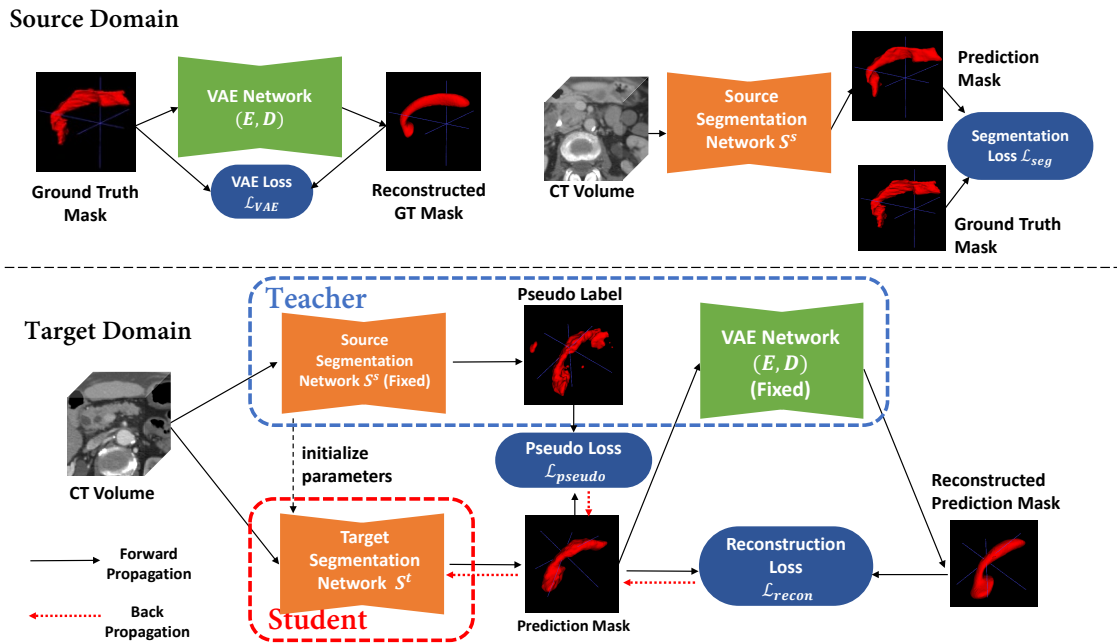 Source Domain
VAE Network
(E, D)
Ground Truth
Mask
VAE Loss
ℒ_VAE
Reconstructed
GT Mask
CT Volume
Source
Segmentation
Network S^s
Prediction
Mask
Segmentation
Loss ℒ_seg
Ground Truth
Mask
Target Domain
Teacher
CT Volume
Source
Segmentation
Network S^s (Fixed)
Pseudo Label
VAE Network
(E, D)
(Fixed)
initialize
parameters
Pseudo Loss
ℒ_pseudo
Target
Segmentation
Network S^t
Student
Prediction Mask
Reconstruction
Loss
ℒ_recon
Reconstructed
Prediction Mask
Forward
Propagation
Back
Propagation